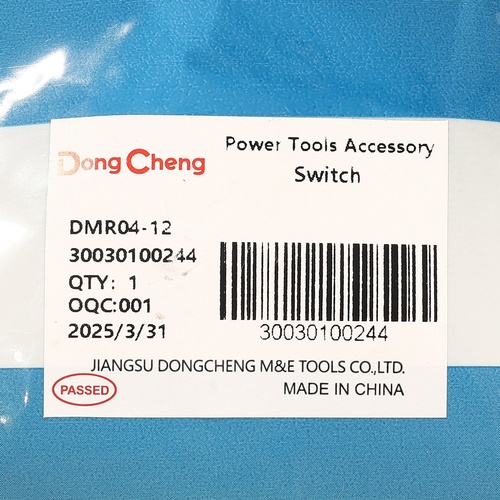 Dong Cheng
Power Tools Accessory
Switch
DMR04-12
30030100244
QTY: 1
OQC:001
2025/3/31
30030100244
JIANGSU DONGCHENG M&E TOOLS CO.,LTD.
PASSED
MADE IN CHINA